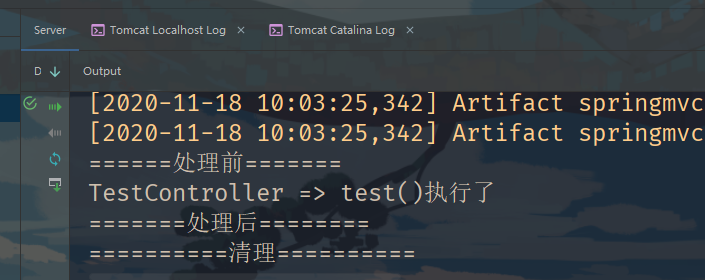 Server Tomcat Localhost Log × Tomcat Catalina Log ×
D Output
[2020-11-18 10:03:25,342] Artifact springmvc
[2020-11-18 10:03:25,342] Artifact springmvc
======处理前=======
TestController => test()执行了
=======处理后========
==========清理==========